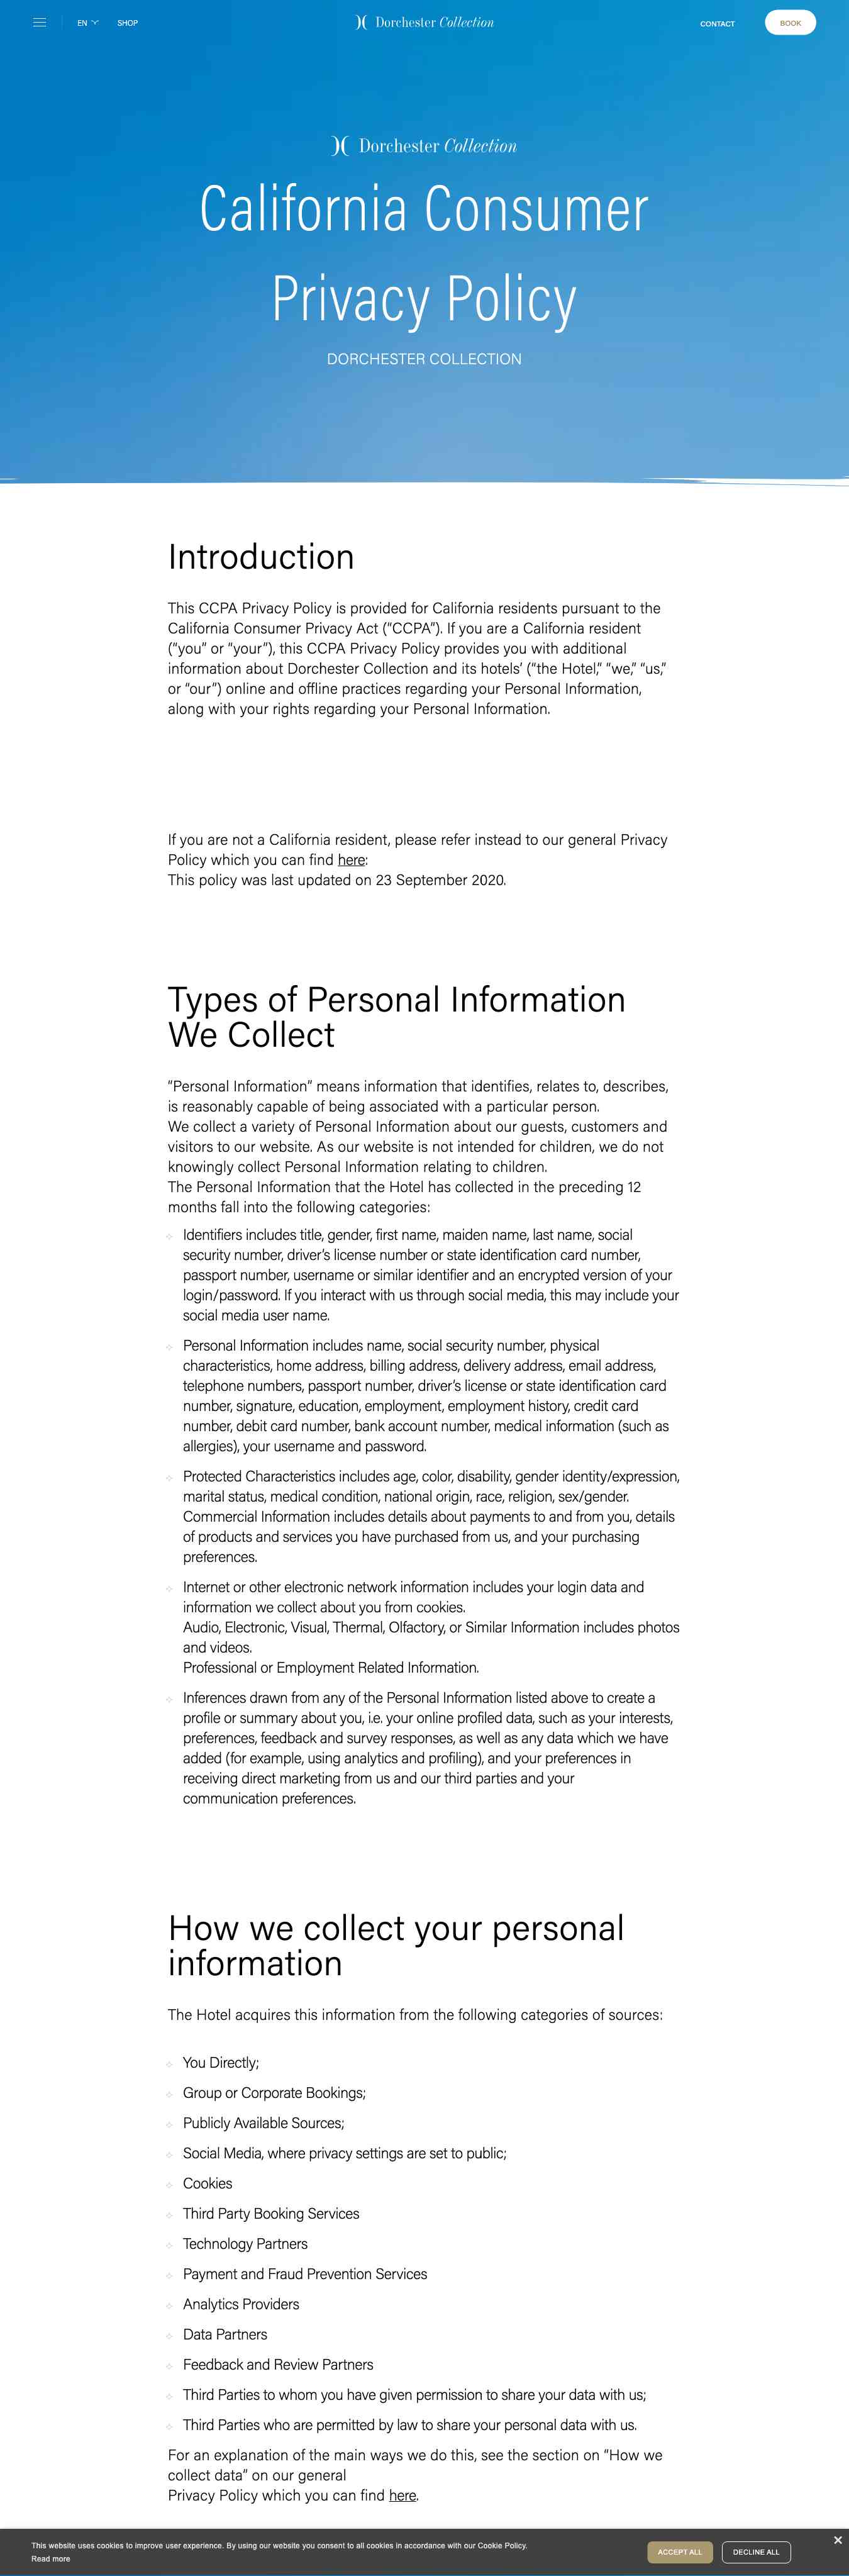 EN
SHOP
Dorchester Collection
CONTACT
BOOK
Dorchester Collection
California Consumer
Privacy Policy
DORCHESTER COLLECTION
Introduction
This CCPA Privacy Policy is provided for California residents pursuant to the
California Consumer Privacy Act (“CCPA”). If you are a California resident
(“you” or “your”), this CCPA Privacy Policy provides you with additional
information about Dorchester Collection and its hotels’ (“the Hotel,” “we,” “us,”
or “our”) online and offline practices regarding your Personal Information,
along with your rights regarding your Personal Information.
If you are not a California resident, please refer instead to our general Privacy
Policy which you can find here:
This policy was last updated on 23 September 2020.
Types of Personal Information
We Collect
“Personal Information” means information that identifies, relates to, describes,
is reasonably capable of being associated with a particular person.
We collect a variety of Personal Information about our guests, customers and
visitors to our website. As our website is not intended for children, we do not
knowingly collect Personal Information relating to children.
The Personal Information that the Hotel has collected in the preceding 12
months fall into the following categories:
Identifiers includes title, gender, first name, maiden name, last name, social
security number, driver’s license number or state identification card number,
passport number, username or similar identifier and an encrypted version of your
login/password. If you interact with us through social media, this may include your
social media user name.
Personal Information includes name, social security number, physical
characteristics, home address, billing address, delivery address, email address,
telephone numbers, passport number, driver’s license or state identification card
number, signature, education, employment, employment history, credit card
number, debit card number, bank account number, medical information (such as
allergies), your username and password.
Protected Characteristics includes age, color, disability, gender identity/expression,
marital status, medical condition, national origin, race, religion, sex/gender.
Commercial Information includes details about payments to and from you, details
of products and services you have purchased from us, and your purchasing
preferences.
Internet or other electronic network information includes your login data and
information we collect about you from cookies.
Audio, Electronic, Visual, Thermal, Olfactory, or Similar Information includes photos
and videos.
Professional or Employment Related Information.
Inferences drawn from any of the Personal Information listed above to create a
profile or summary about you, i.e. your online profiled data, such as your interests,
preferences, feedback and survey responses, as well as any data which we have
added (for example, using analytics and profiling), and your preferences in
receiving direct marketing from us and our third parties and your
communication preferences.
How we collect your personal
information
The Hotel acquires this information from the following categories of sources:
You Directly;
Group or Corporate Bookings;
Publicly Available Sources;
Social Media, where privacy settings are set to public;
Cookies
Third Party Booking Services
Technology Partners
Payment and Fraud Prevention Services
Analytics Providers
Data Partners
Feedback and Review Partners
Third Parties to whom you have given permission to share your data with us;
Third Parties who are permitted by law to share your personal data with us.
For an explanation of the main ways we do this, see the section on “How we
collect data” on our general
Privacy Policy which you can find here.
This website uses cookies to improve user experience. By using our website you consent to all cookies in accordance with our Cookie Policy.
Read more
ACCEPT ALL
DECLINE ALL